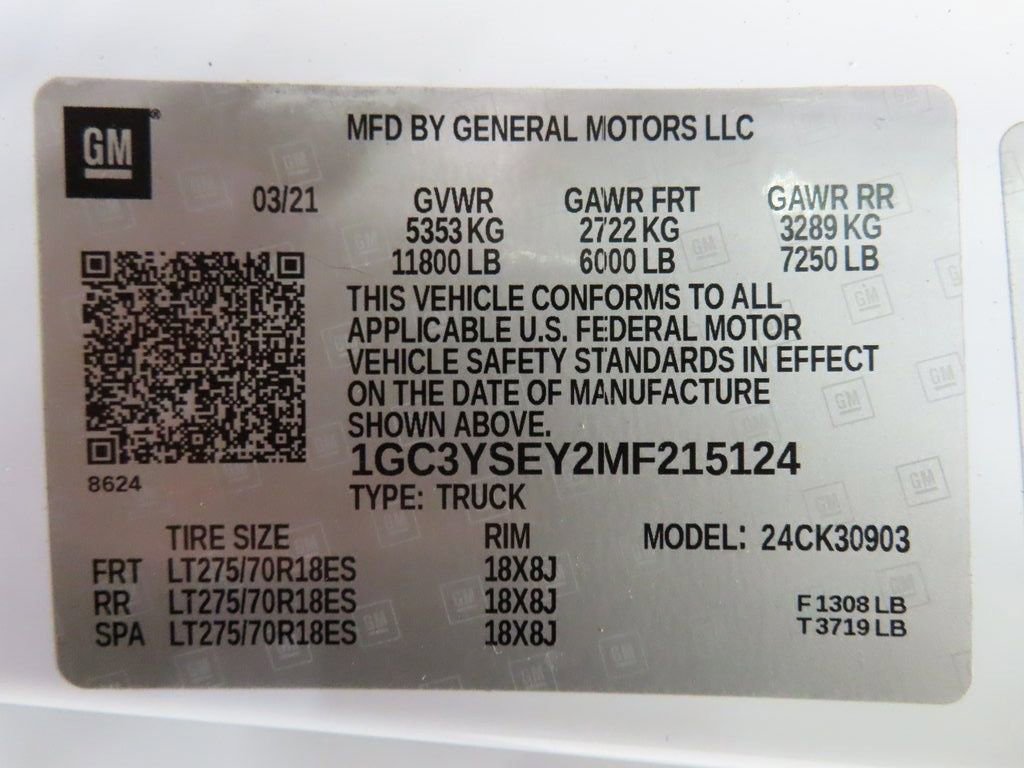 GM®
MFD BY GENERAL MOTORS LLC
03/21 GVWR GAWR FRT GAWR RR
5353 KG 2722 KG 3289 KG
11800 LB 6000 LB 7250 LB
THIS VEHICLE CONFORMS TO ALL
APPLICABLE U.S. FEDERAL MOTOR
VEHICLE SAFETY STANDARDS IN EFFECT
ON THE DATE OF MANUFACTURE
SHOWN ABOVE.
1GC3YSEY2MF215124
8624
TYPE: TRUCK
TIRE SIZE RIM MODEL: 24CK30903
FRT LT275/70R18ES 18X8J
RR LT275/70R18ES 18X8J F 1308 LB
SPA LT275/70R18ES 18X8J T 3719 LB